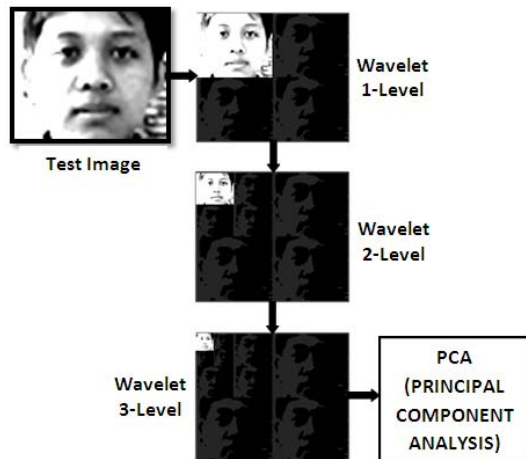 Wavelet
1-Level
Test Image
Wavelet
2-Level
Wavelet
3-Level
PCA
(PRINCIPAL
COMPONENT
ANALYSIS)